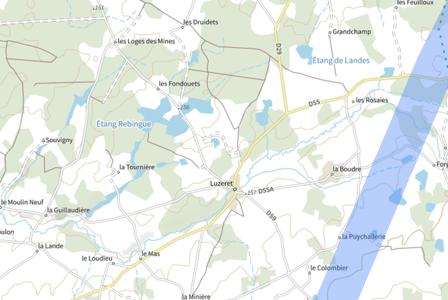 les Feuilloux
les Druidets
Grandchamp
les Loges des Mines
D29
Étang de Landes
les Fondouets
les Rosaies
D55
Étang Rebingue
Souvigny
la Tournière
la Boudre
Luzeret
D55A
le Moulin Neuf
la Guillaudière
D59
la Puychallerie
la Lande
le Mas
le Loudieu
le Colombier
la Minière